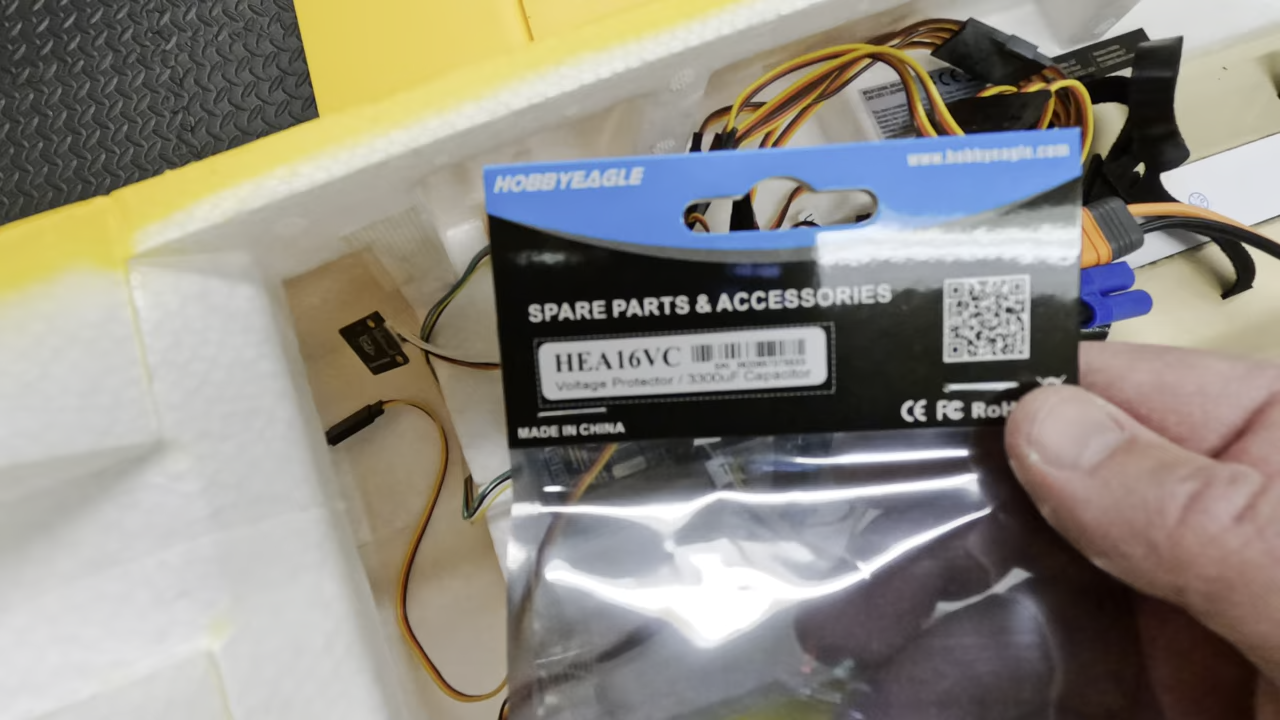 HOBBYEAGLE
www.hobbyeagle.com
SPARE PARTS & ACCESSORIES
HEA16VC
Voltage Protector / 3300uF Capacitor
MADE IN CHINA
CE FC RoH